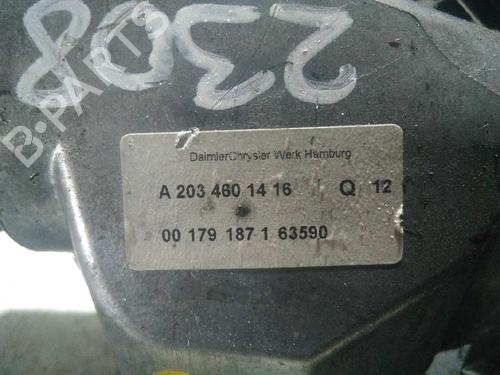 2308
B-PARTS
DaimlerChrysler Werk Hamburg
A 203 460 14 16 Q 12
00 179 187 1 63590